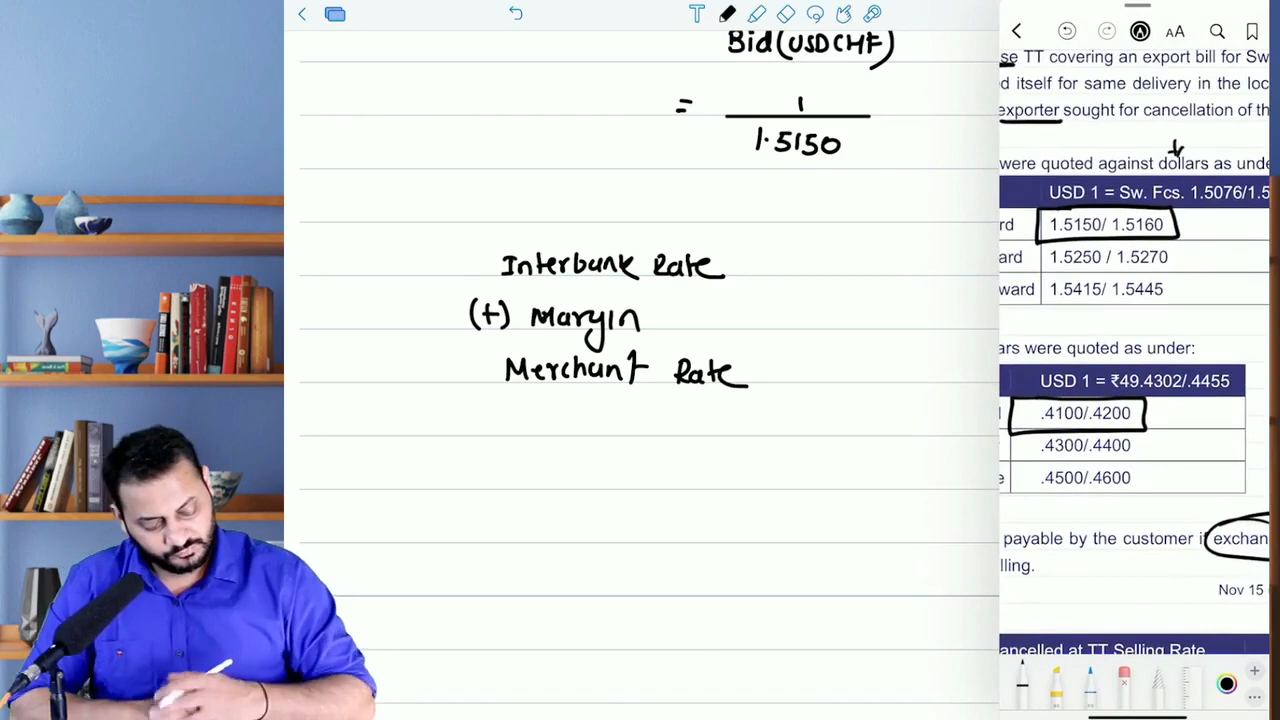 Bid(USDCHF)
= 1
1.5150
Interbank Rate
(+) Margin
Merchant Rate
se TT covering an export bill for Sw
d itself for same delivery in the loc
exporter sought for cancellation of th
were quoted against dollars as unde
USD 1 = Sw. Fcs. 1.5076/1.5
rd 1.5150/ 1.5160
ard 1.5250 / 1.5270
ward 1.5415/ 1.5445
ars were quoted as under:
USD 1 = ₹49.4302/.4455
.4100/.4200
.4300/.4400
e .4500/.4600
payable by the customer if exchan
lling.
Nov 15
ancelled at TT Selling Rate